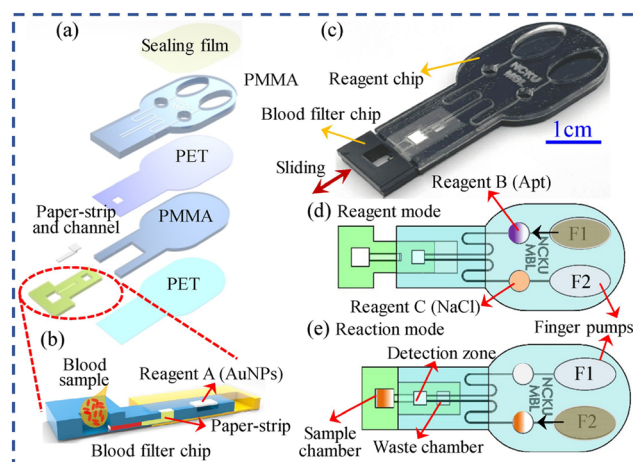 (a)
Sealing film
PMMA
PET
Paper-strip
and channel
PMMA
PET
(b)
Blood
sample
Reagent A (AuNPs)
Paper-strip
Blood filter chip
(c)
Reagent chip
Blood filter chip
NCKU
MBL
1cm
Sliding
Reagent B (Apt)
(d) Reagent mode
F1
NCKU
MBL
F2
Reagent C (NaCl)
Finger pumps
(e) Reaction mode
Detection zone
F1
NCKU
MBL
F2
Sample
chamber
Waste chamber